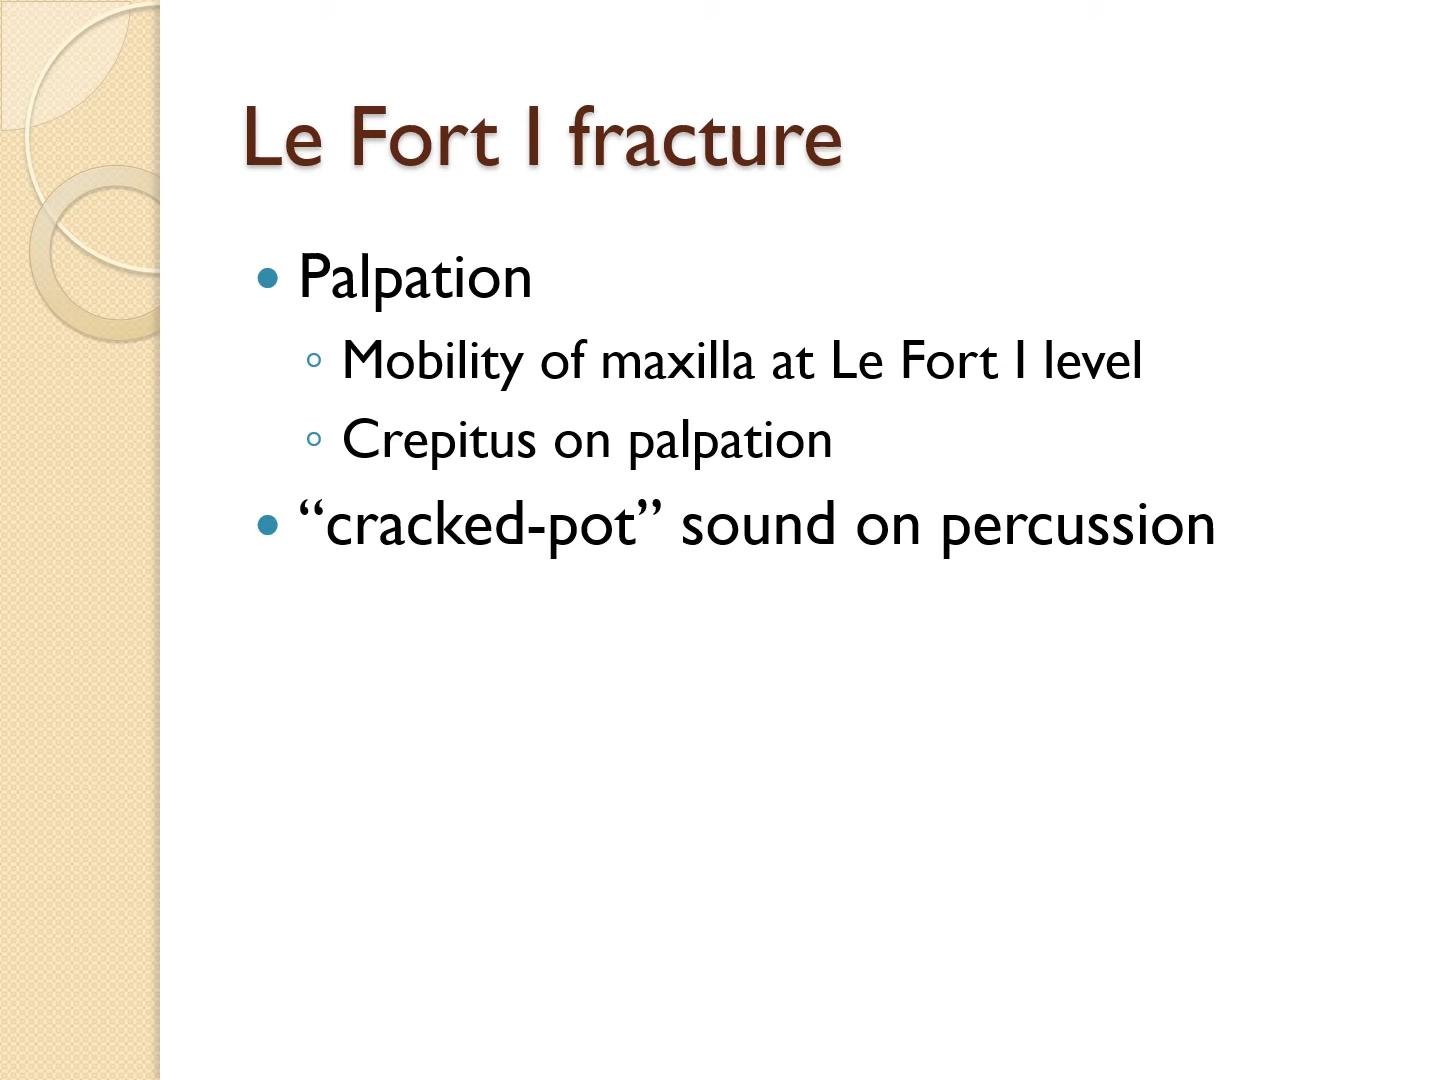 Le Fort I fracture
• Palpation
◦ Mobility of maxilla at Le Fort I level
◦ Crepitus on palpation
• “cracked-pot” sound on percussion